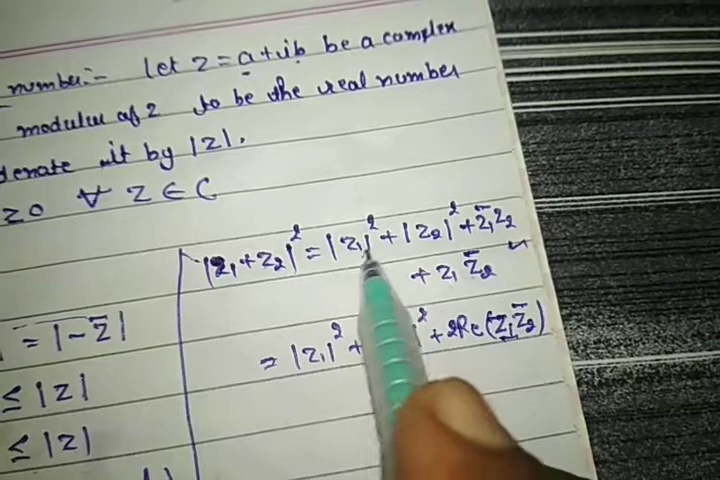 number:- let z = a+ib be a complex
modulus of z to be the real number
denote it by |z|.
≥ 0 ∀ z ∈ C
|z₁+z₂|² = |z₁|² + |z₂|² + z̄₁z₂
+ z₁z̄₂
= |z₁|² + |² + 2Re(z₁z̄₂)
= |-z̄|
≤ |z|
≤ |z|